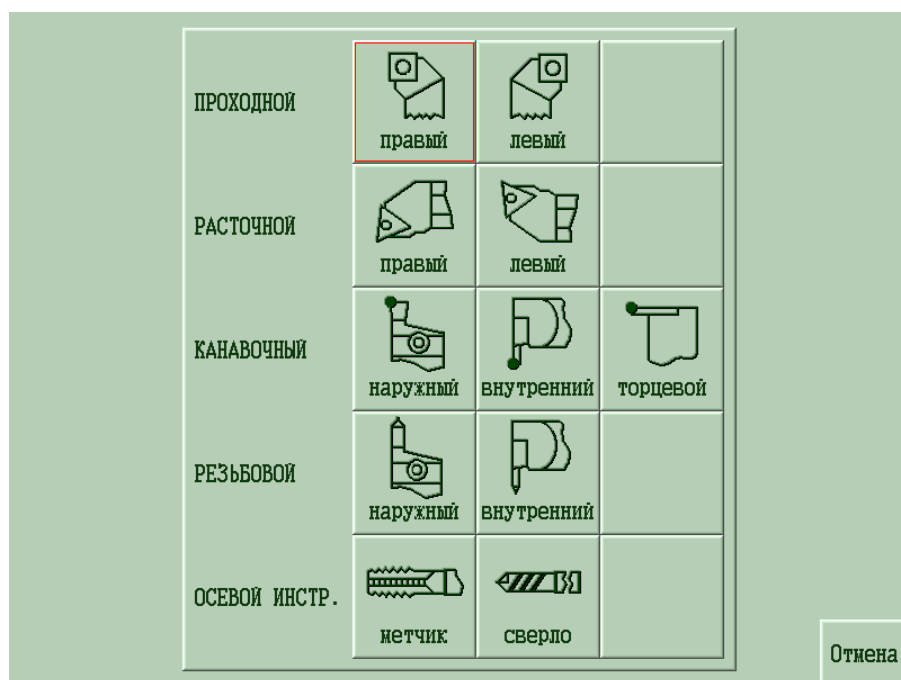 ПРОХОДНОЙ
правый левый
РАСТОЧНОЙ
правый левый
КАНАВОЧНЫЙ
наружный внутренний торцевой
РЕЗЬБОВОЙ
наружный внутренний
ОСЕВОЙ ИНСТР.
метчик сверло
Отмена